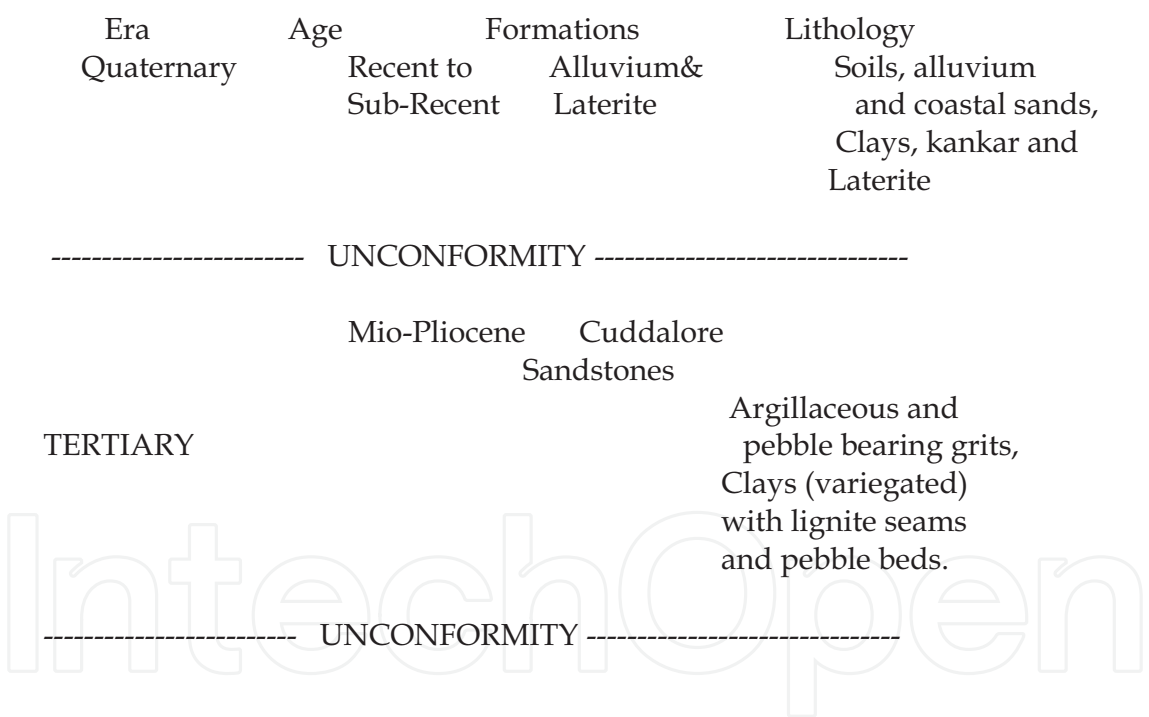 Era Age Formations Lithology
Quaternary Recent to Alluvium& Soils, alluvium
Sub-Recent Laterite and coastal sands,
Clays, kankar and
Laterite
------------------------- UNCONFORMITY -------------------------------
Mio-Pliocene Cuddalore
Sandstones
Argillaceous and
TERTIARY pebble bearing grits,
Clays (variegated)
with lignite seams
and pebble beds.
IntechOpen
------------------------- UNCONFORMITY -------------------------------